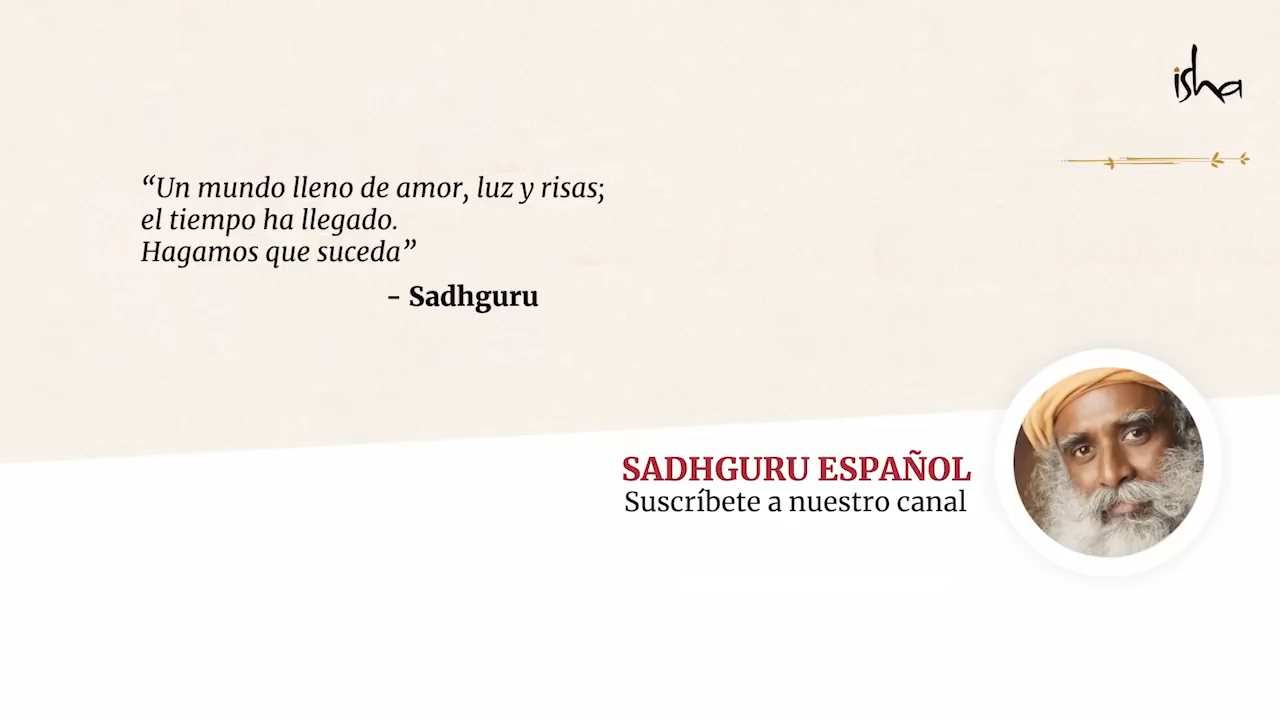 isha
“Un mundo lleno de amor, luz y risas;
el tiempo ha llegado.
Hagamos que suceda”
- Sadhguru
SADHGURU ESPAÑOL
Suscríbete a nuestro canal